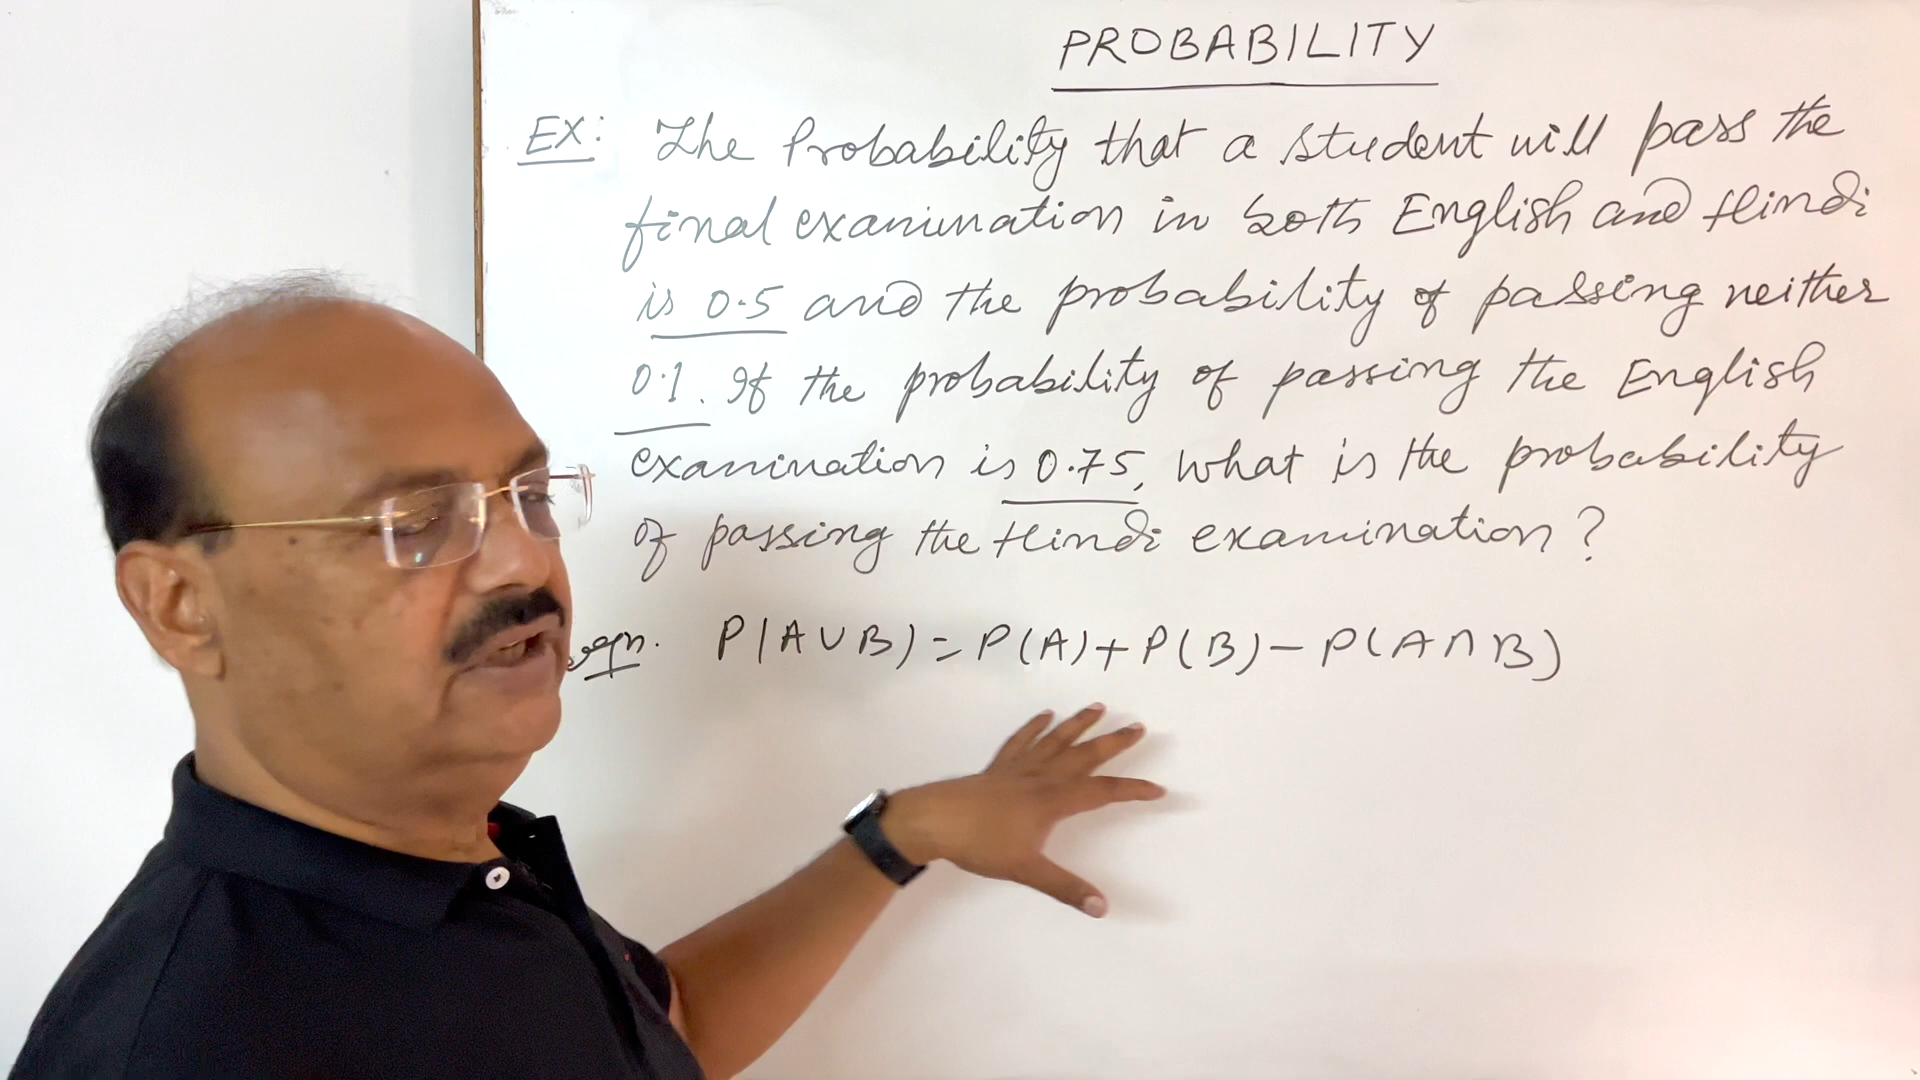 PROBABILITY
EX: The Probability that a student will pass the
final examination in both English and Hindi
is 0.5 and the probability of passing neither
0.1. If the probability of passing the English
examination is 0.75, what is the probability
of passing the Hindi examination?
P(A∪B) = P(A) + P(B) - P(A∩B)